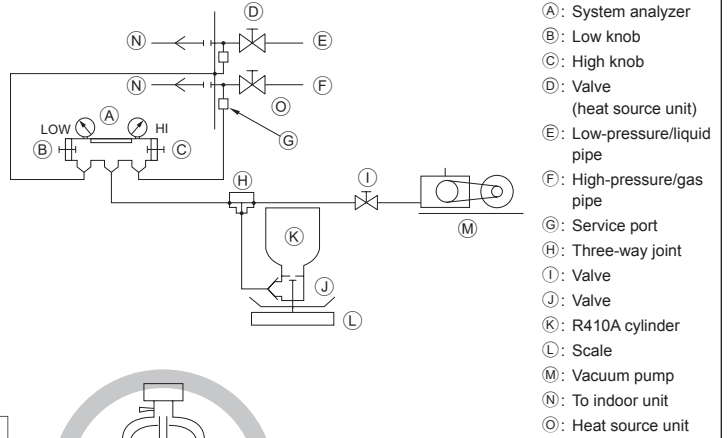 Ⓓ
Ⓝ Ⓔ
Ⓝ Ⓕ
Ⓐ Ⓞ
LOW HI
Ⓑ Ⓒ Ⓖ
Ⓗ Ⓘ
Ⓚ Ⓜ
Ⓙ
Ⓛ
Ⓐ: System analyzer
Ⓑ: Low knob
Ⓒ: High knob
Ⓓ: Valve
(heat source unit)
Ⓔ: Low-pressure/liquid
pipe
Ⓕ: High-pressure/gas
pipe
Ⓖ: Service port
Ⓗ: Three-way joint
Ⓘ: Valve
Ⓙ: Valve
Ⓚ: R410A cylinder
Ⓛ: Scale
Ⓜ: Vacuum pump
Ⓝ: To indoor unit
Ⓞ: Heat source unit